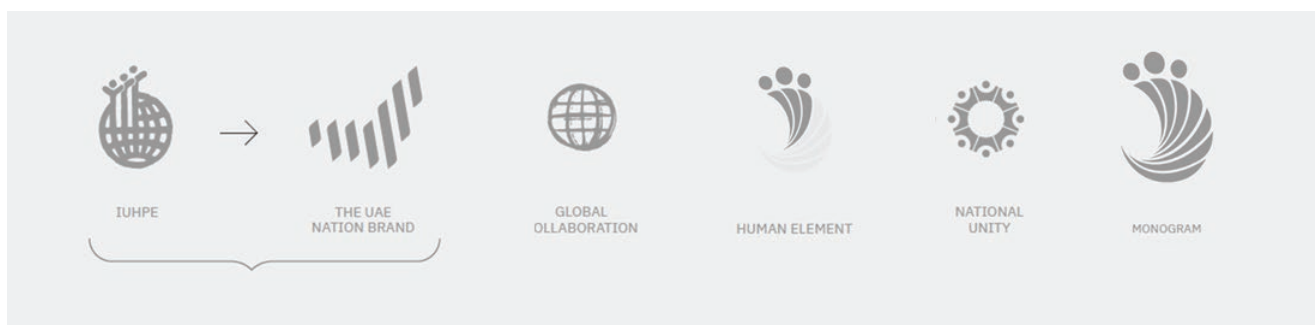 IUHPE
THE UAE
NATION BRAND
GLOBAL
OLLABORATION
HUMAN ELEMENT
NATIONAL
UNITY
MONOGRAM